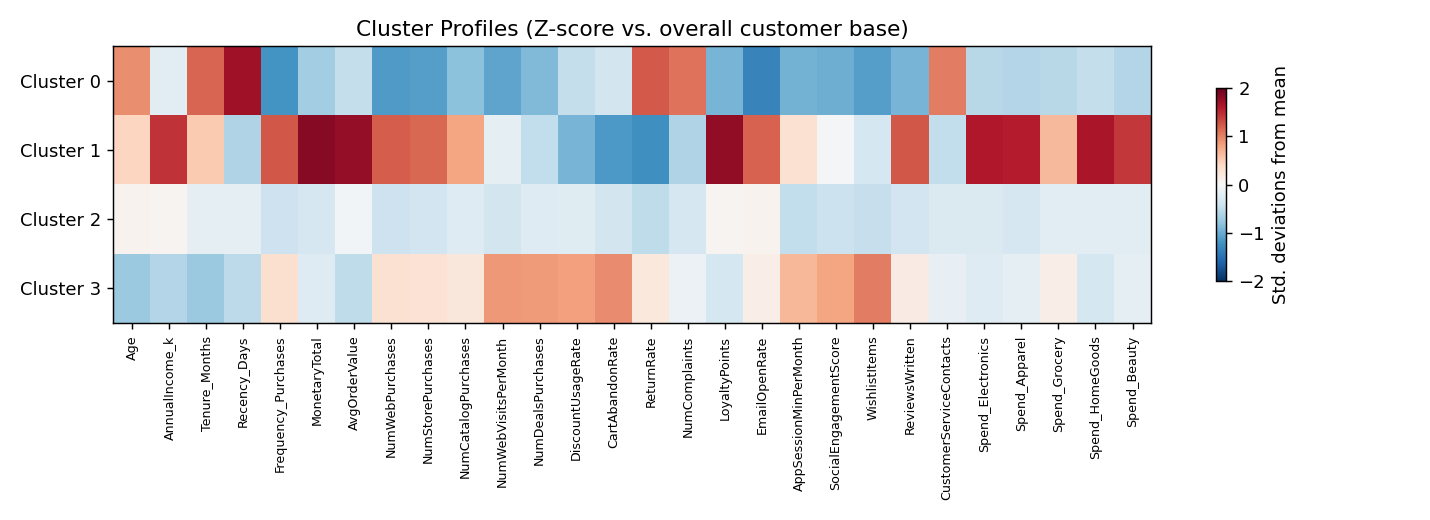 Cluster Profiles (Z-score vs. overall customer base)
Cluster 0
Cluster 1
Cluster 2
Cluster 3
Age
AnnualIncome_k
Tenure_Months
Recency_Days
Frequency_Purchases
MonetaryTotal
AvgOrderValue
NumWebPurchases
NumStorePurchases
NumCatalogPurchases
NumWebVisitsPerMonth
NumDealsPurchases
DiscountUsageRate
CartAbandonRate
ReturnRate
NumComplaints
LoyaltyPoints
EmailOpenRate
AppSessionMinPerMonth
SocialEngagementScore
WishlistItems
ReviewsWritten
CustomerServiceContacts
Spend_Electronics
Spend_Apparel
Spend_Grocery
Spend_HomeGoods
Spend_Beauty
2
1
0
−1
−2
Std. deviations from mean